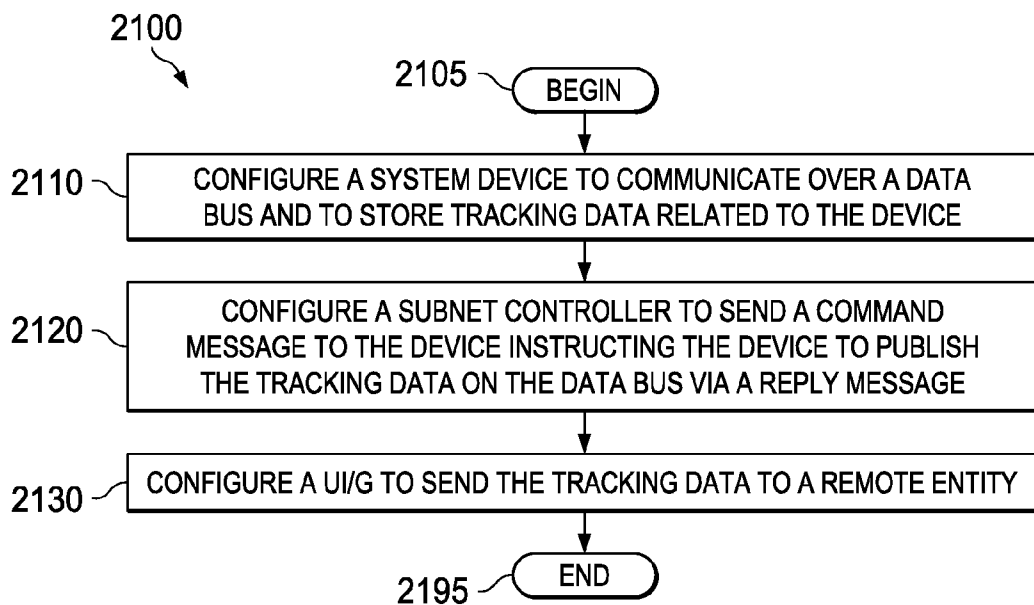 2100
2105
BEGIN
2110
CONFIGURE A SYSTEM DEVICE TO COMMUNICATE OVER A DATA
BUS AND TO STORE TRACKING DATA RELATED TO THE DEVICE
2120
CONFIGURE A SUBNET CONTROLLER TO SEND A COMMAND
MESSAGE TO THE DEVICE INSTRUCTING THE DEVICE TO PUBLISH
THE TRACKING DATA ON THE DATA BUS VIA A REPLY MESSAGE
2130
CONFIGURE A UI/G TO SEND THE TRACKING DATA TO A REMOTE ENTITY
2195
END